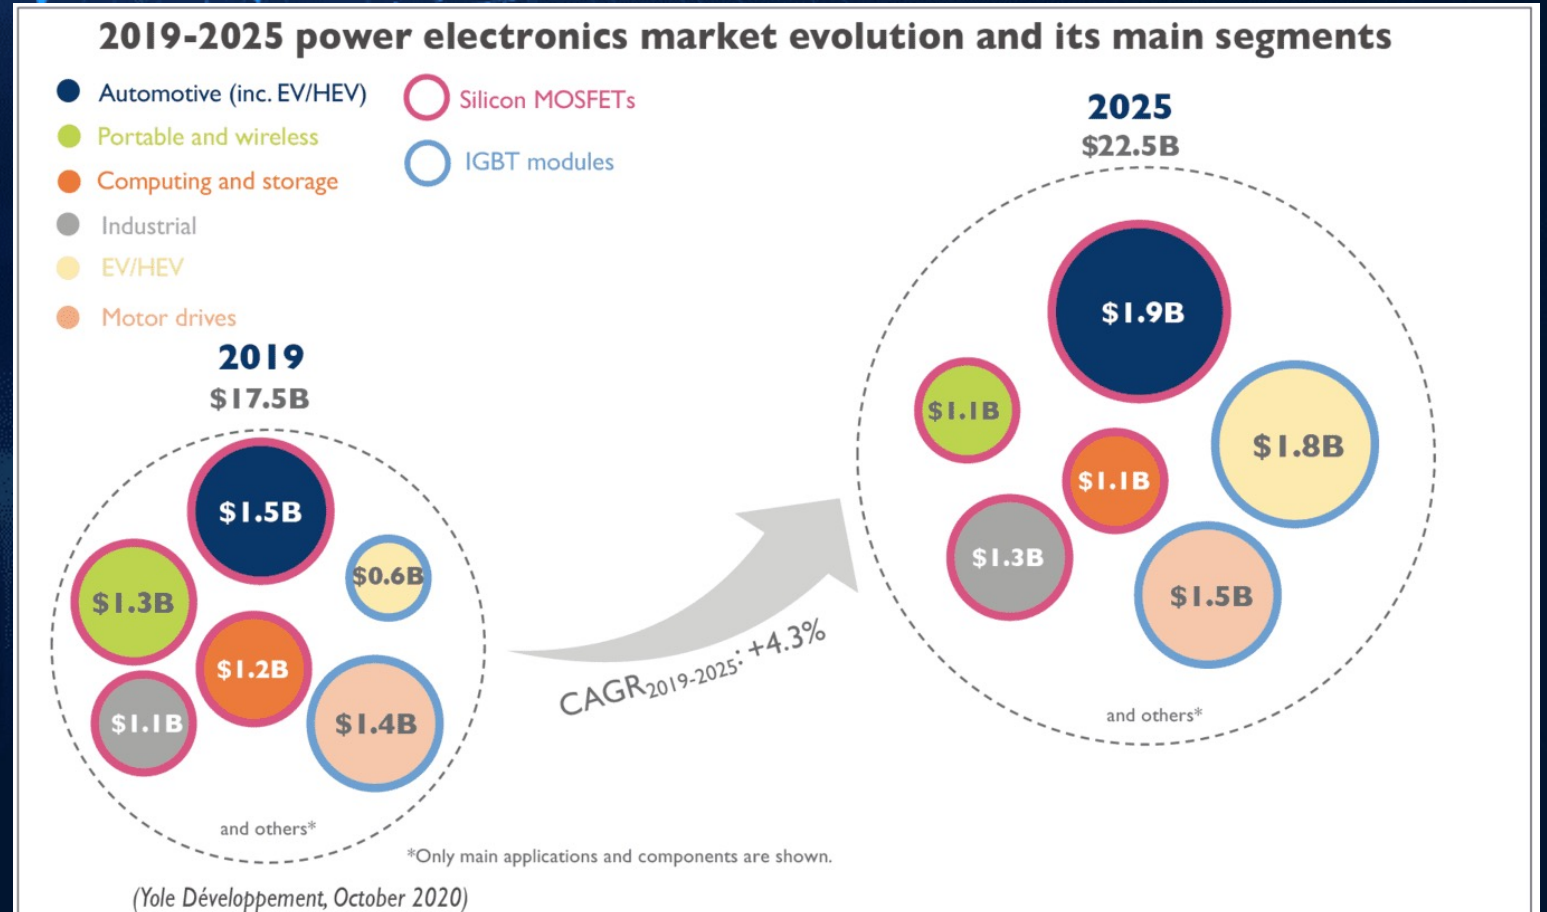 2019-2025 power electronics market evolution and its main segments
Automotive (inc. EV/HEV)
Portable and wireless
Computing and storage
Industrial
EV/HEV
Motor drives
Silicon MOSFETs
IGBT modules
2019
$17.5B
$1.5B
$0.6B
$1.3B
$1.2B
$1.1B
$1.4B
and others*
CAGR2019-2025: +4.3%
2025
$22.5B
$1.9B
$1.1B
$1.8B
$1.1B
$1.3B
$1.5B
and others*
*Only main applications and components are shown.
(Yole Développement, October 2020)